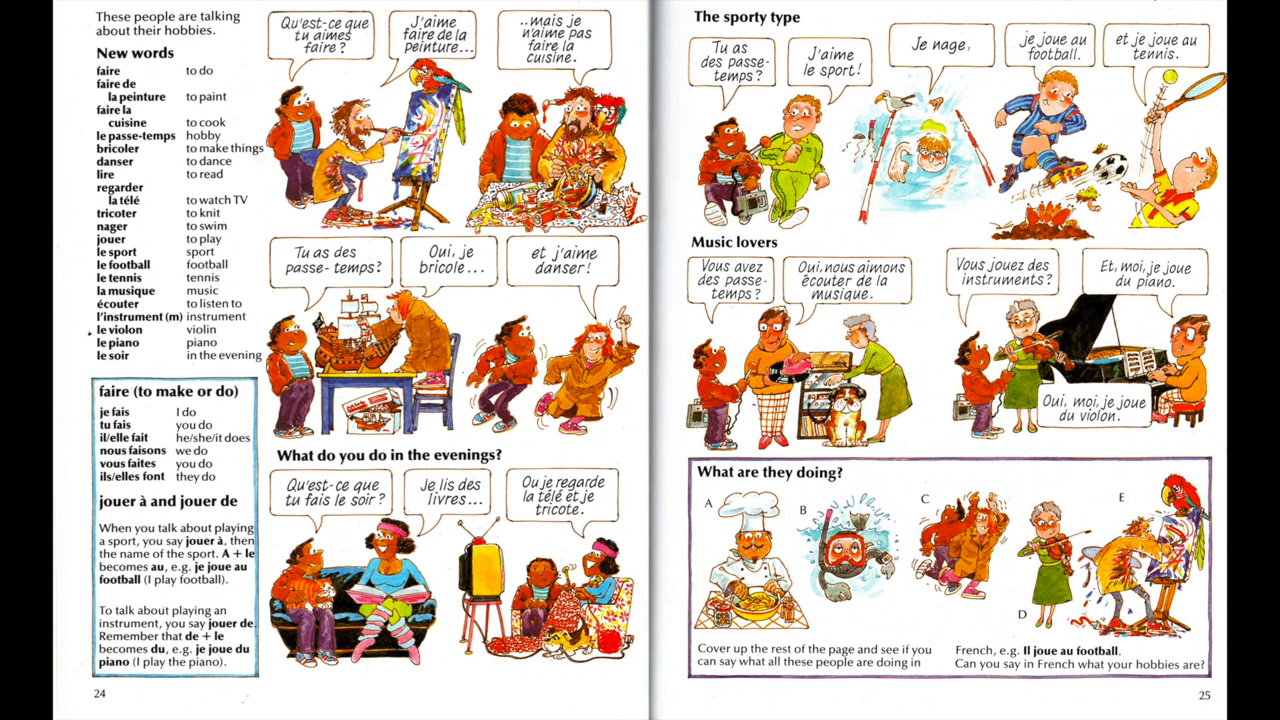 These people are talking
about their hobbies.
New words
faire to do
faire de
la peinture to paint
faire la
cuisine to cook
le passe-temps hobby
bricoler to make things
danser to dance
lire to read
regarder
la télé to watch TV
tricoter to knit
nager to swim
jouer to play
le sport sport
le football football
le tennis tennis
la musique music
écouter to listen to
l'instrument (m) instrument
le violon violin
le piano piano
le soir in the evening
faire (to make or do)
je fais I do
tu fais you do
il/elle fait he/she/it does
nous faisons we do
vous faites you do
ils/elles font they do
jouer à and jouer de
When you talk about playing
a sport, you say jouer à, then
the name of the sport. A + le
becomes au, e.g. je joue au
football (I play football).
To talk about playing an
instrument, you say jouer de.
Remember that de + le
becomes du, e.g. je joue du
piano (I play the piano).
24
Qu'est-ce que
tu aimes
faire?
J'aime
faire de la
peinture...
..mais je
n'aime pas
faire la
cuisine.
Tu as des
passe-temps?
Oui, je
bricole...
et j'aime
danser!
What do you do in the evenings?
Qu'est-ce que
tu fais le soir?
Je lis des
livres...
Ou je regarde
la télé et je
tricote.
The sporty type
Tu as
des passe-
temps?
J'aime
le sport!
Je nage,
je joue au
football.
et je joue au
tennis.
Music lovers
Vous avez
des passe-
temps?
Oui, nous aimons
écouter de la
musique.
Vous jouez des
instruments?
Et, moi, je joue
du piano.
Oui, moi, je joue
du violon.
What are they doing?
A
B
C
D
E
Cover up the rest of the page and see if you
can say what all these people are doing in
French, e.g. Il joue au football.
Can you say in French what your hobbies are?
25